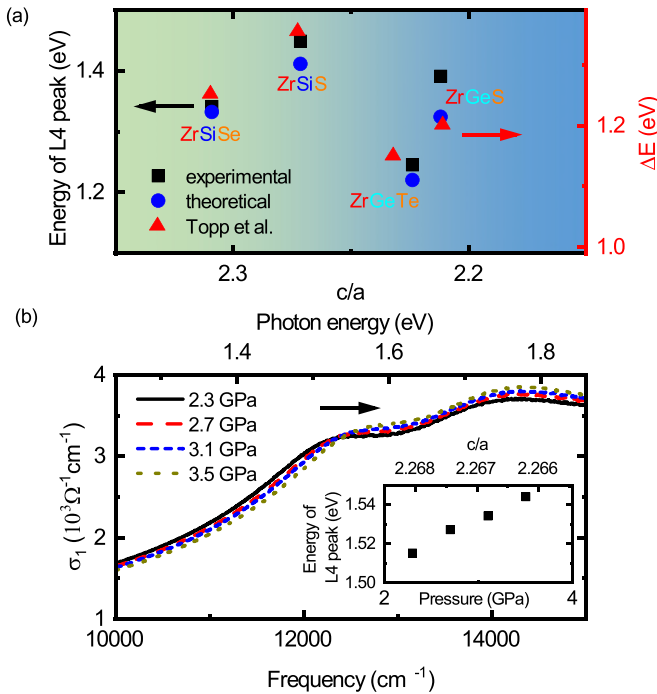 (a)
Energy of L4 peak (eV)
1.4
1.2
ZrSiSe
ZrSiS
ZrGeS
ZrGeTe
experimental
theoretical
Topp et al.
1.2
1.0
ΔE (eV)
2.3
2.2
c/a
(b)
Photon energy (eV)
1.4
1.6
1.8
4
3
2
1
σ1 (10^3Ω^-1cm^-1)
2.3 GPa
2.7 GPa
3.1 GPa
3.5 GPa
c/a
2.268
2.267
2.266
Energy of
L4 peak (eV)
1.54
1.52
1.50
2
Pressure (GPa)
4
10000
12000
14000
Frequency (cm^-1)